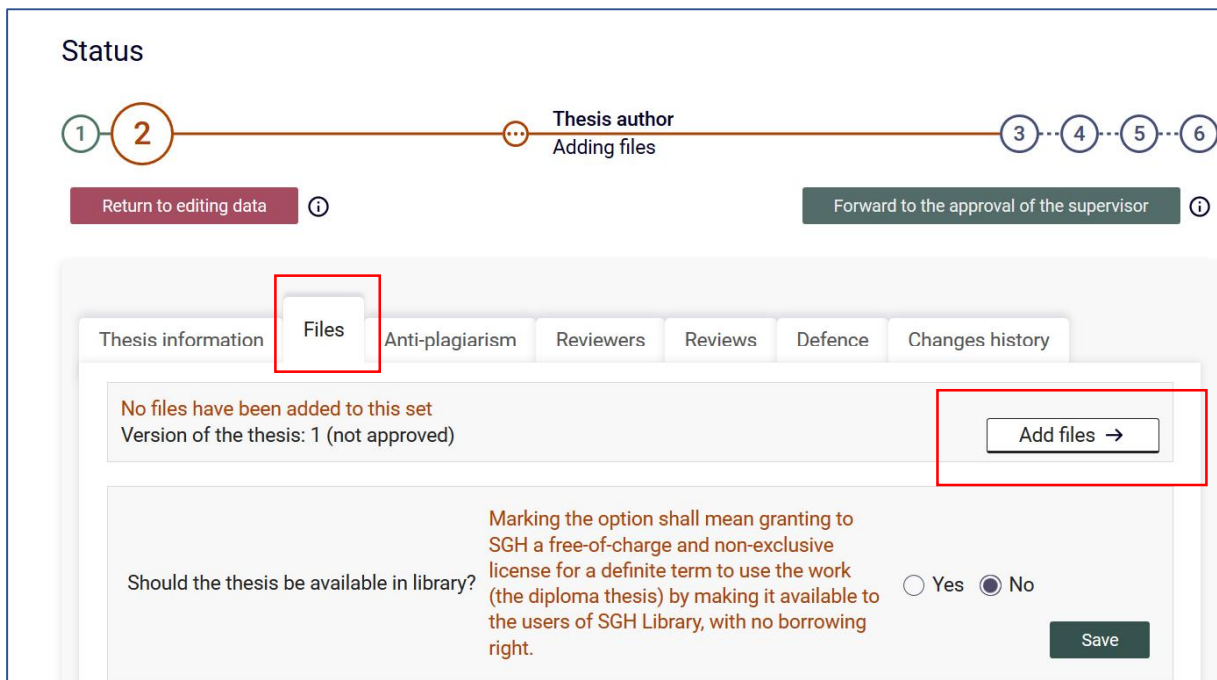 Status
1
2
Thesis author
Adding files
3
4
5
6
Return to editing data
Forward to the approval of the supervisor
Thesis information
Files
Anti-plagiarism
Reviewers
Reviews
Defence
Changes history
No files have been added to this set
Version of the thesis: 1 (not approved)
Add files →
Should the thesis be available in library?
Marking the option shall mean granting to
SGH a free-of-charge and non-exclusive
license for a definite term to use the work
(the diploma thesis) by making it available to
the users of SGH Library, with no borrowing
right.
Yes
No
Save